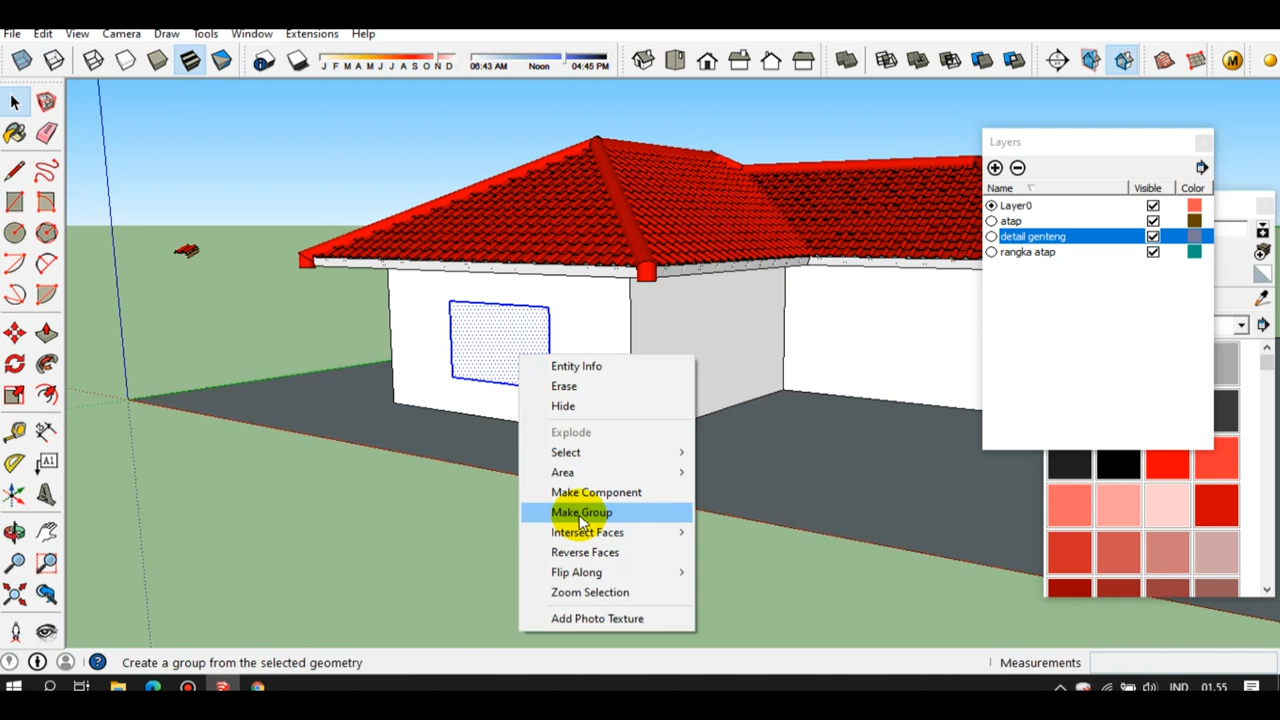 File Edit View Camera Draw Tools Window Extensions Help
J F M A M J J A S O N D 06:43 AM Noon 04:45 PM
M
Layers
Name Visible Color
Layer0
atap
detail genteng
rangka atap
Entity Info
Erase
Hide
Explode
Select
Area
Make Component
Make Group
Intersect Faces
Reverse Faces
Flip Along
Zoom Selection
Add Photo Texture
A1
Create a group from the selected geometry
Measurements
IND 01.55